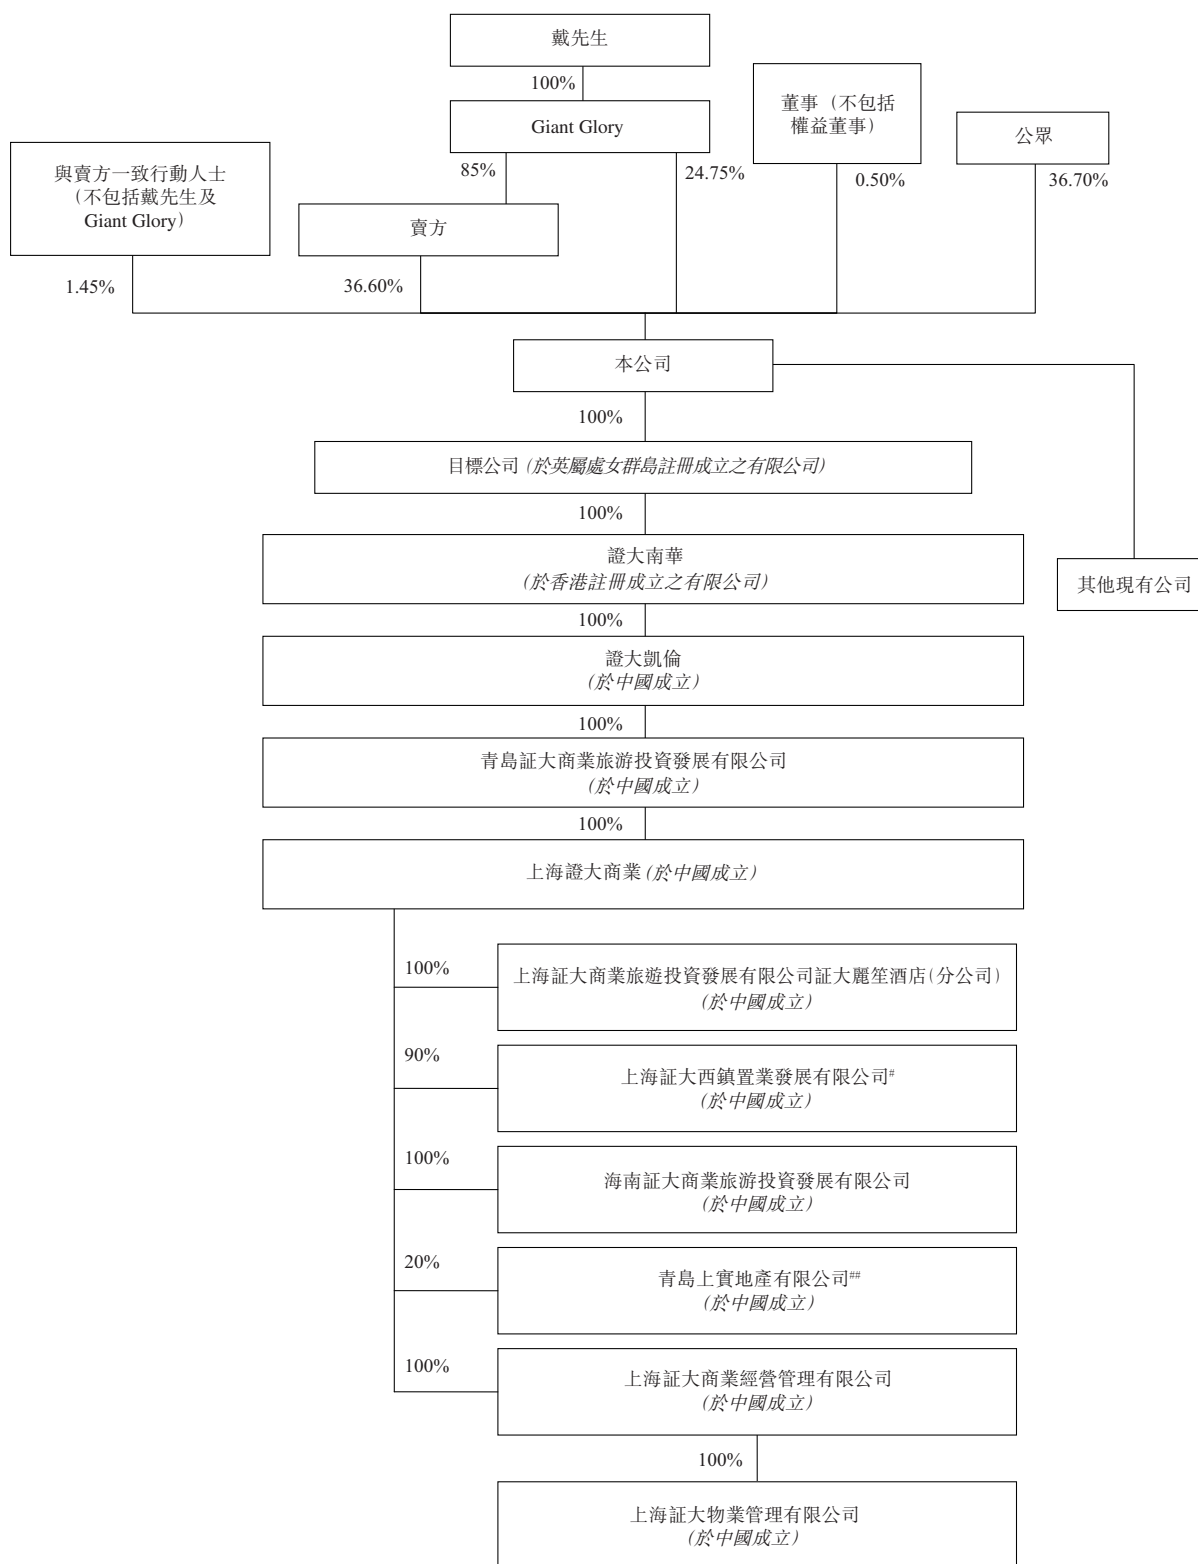 戴先生
100%
Giant Glory
董事（不包括
權益董事）
公眾
與賣方一致行動人士
（不包括戴先生及
Giant Glory）
85%
24.75%
0.50%
36.70%
賣方
1.45%
36.60%
本公司
100%
目標公司（於英屬處女群島註冊成立之有限公司）
100%
證大南華
（於香港註冊成立之有限公司）
其他現有公司
100%
證大凱倫
（於中國成立）
100%
青島証大商業旅游投資發展有限公司
（於中國成立）
100%
上海證大商業（於中國成立）
100%
上海証大商業旅遊投資發展有限公司証大麗笙酒店（分公司）
（於中國成立）
90%
上海証大西鎮置業發展有限公司#
（於中國成立）
100%
海南証大商業旅游投資發展有限公司
（於中國成立）
20%
青島上實地產有限公司##
（於中國成立）
100%
上海証大商業經營管理有限公司
（於中國成立）
100%
上海証大物業管理有限公司
（於中國成立）